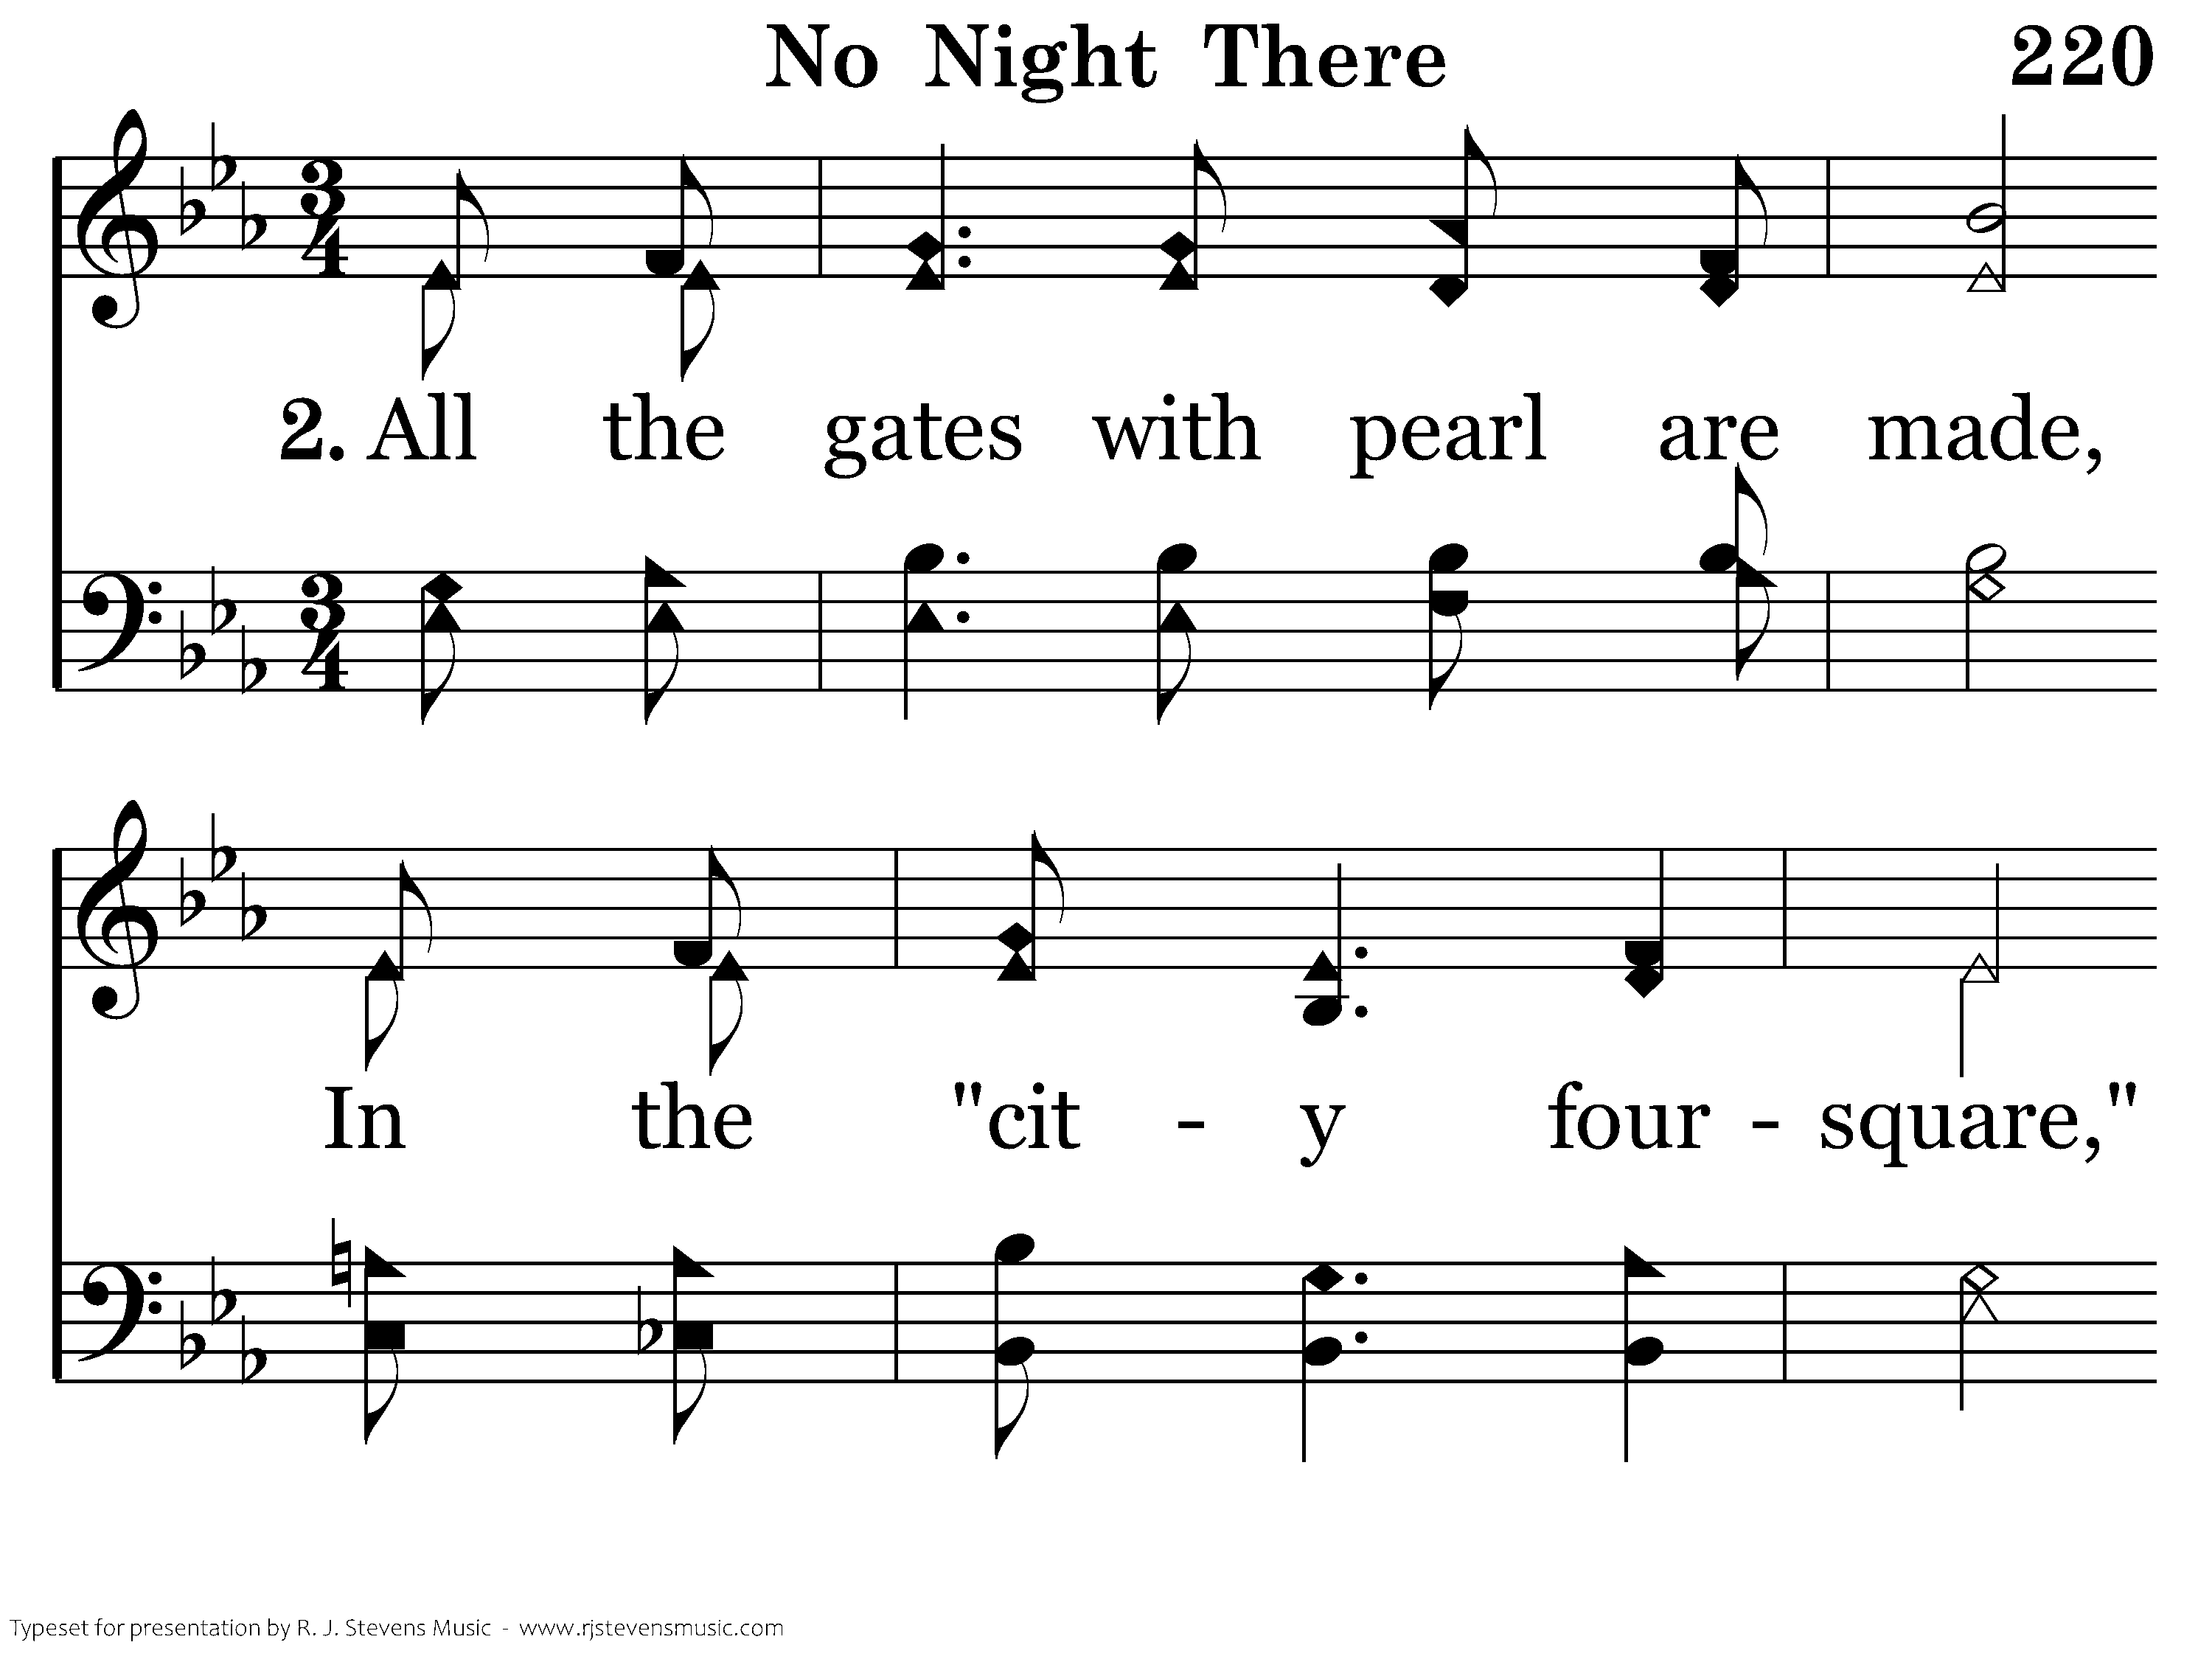 No Night There 220
2. All the gates with pearl are made,
In the "cit - y four - square,"
Typeset for presentation by R. J. Stevens Music - www.rjstevensmusic.com